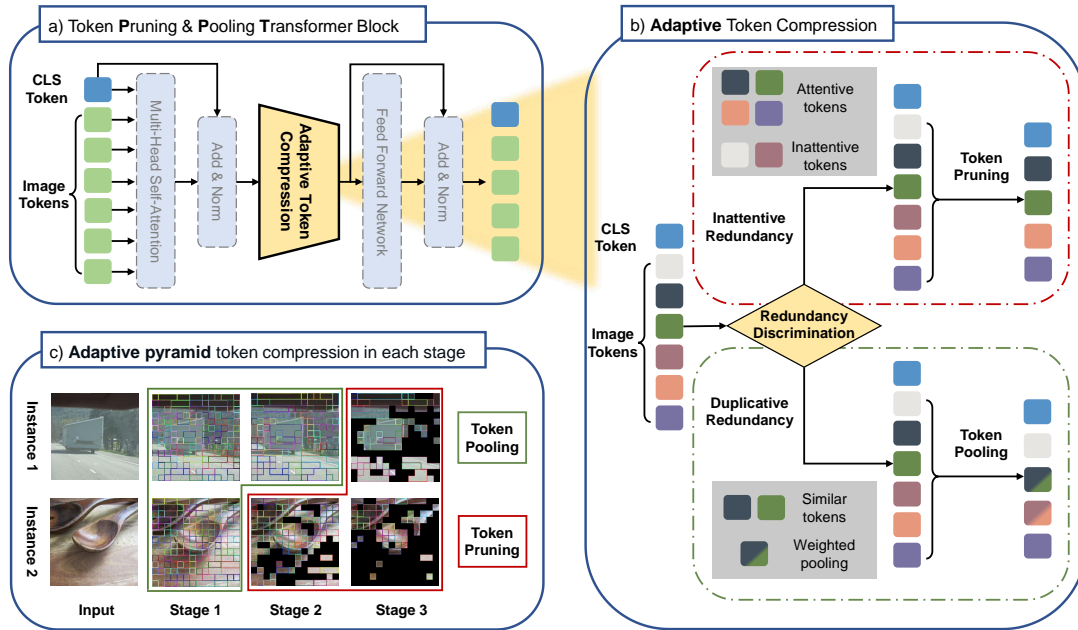 a) Token Pruning & Pooling Transformer Block
CLS
Token
Image
Tokens
Multi-Head Self-Attention
Add & Norm
Adaptive Token
Compression
Feed Forward Network
Add & Norm
b) Adaptive Token Compression
Attentive
tokens
Inattentive
tokens
Token
Pruning
Inattentive
Redundancy
CLS
Token
Image
Tokens
Redundancy
Discrimination
Duplicative
Redundancy
Token
Pooling
Similar
tokens
Weighted
pooling
c) Adaptive pyramid token compression in each stage
Instance 1
Token
Pooling
Instance 2
Token
Pruning
Input
Stage 1
Stage 2
Stage 3